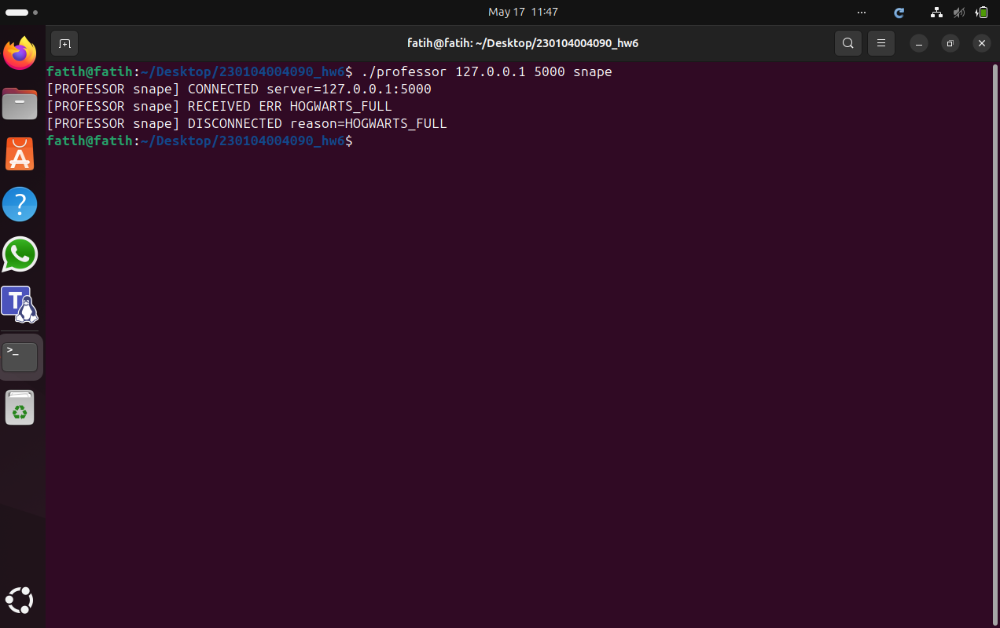 May 17 11:47
fatih@fatih: ~/Desktop/230104004090_hw6
fatih@fatih:~/Desktop/230104004090_hw6$ ./professor 127.0.0.1 5000 snape
[PROFESSOR snape] CONNECTED server=127.0.0.1:5000
[PROFESSOR snape] RECEIVED ERR HOGWARTS_FULL
[PROFESSOR snape] DISCONNECTED reason=HOGWARTS_FULL
fatih@fatih:~/Desktop/230104004090_hw6$